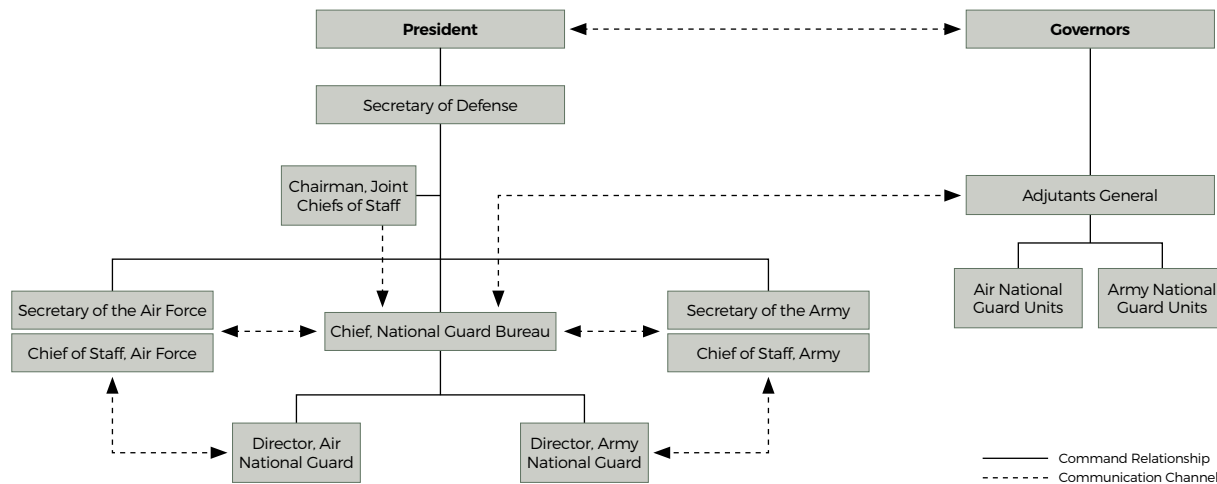 President
Governors
Secretary of Defense
Chairman, Joint
Chiefs of Staff
Adjutants General
Air National
Guard Units
Army National
Guard Units
Secretary of the Air Force
Chief of Staff, Air Force
Chief, National Guard Bureau
Secretary of the Army
Chief of Staff, Army
Director, Air
National Guard
Director, Army
National Guard
Command Relationship
Communication Channel